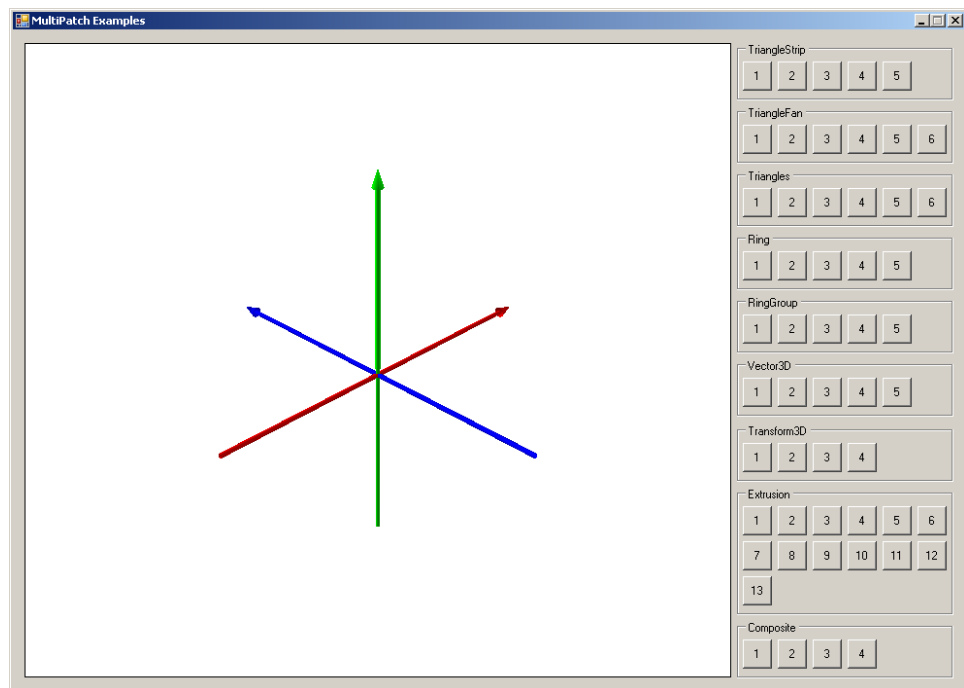 MultiPatch Examples
TriangleStrip
1 2 3 4 5
TriangleFan
1 2 3 4 5 6
Triangles
1 2 3 4 5 6
Ring
1 2 3 4 5
RingGroup
1 2 3 4 5
Vector3D
1 2 3 4 5
Transform3D
1 2 3 4
Extrusion
1 2 3 4 5 6
7 8 9 10 11 12
13
Composite
1 2 3 4